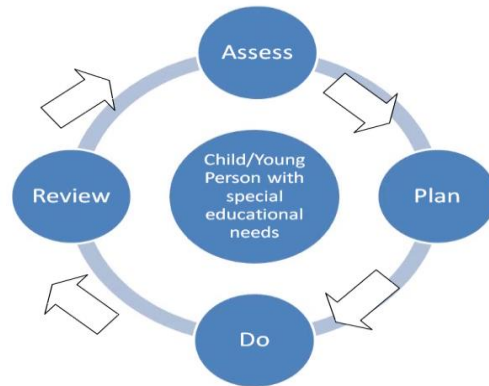 Assess
Child/Young
Person with
special
educational
needs
Review
Plan
Do